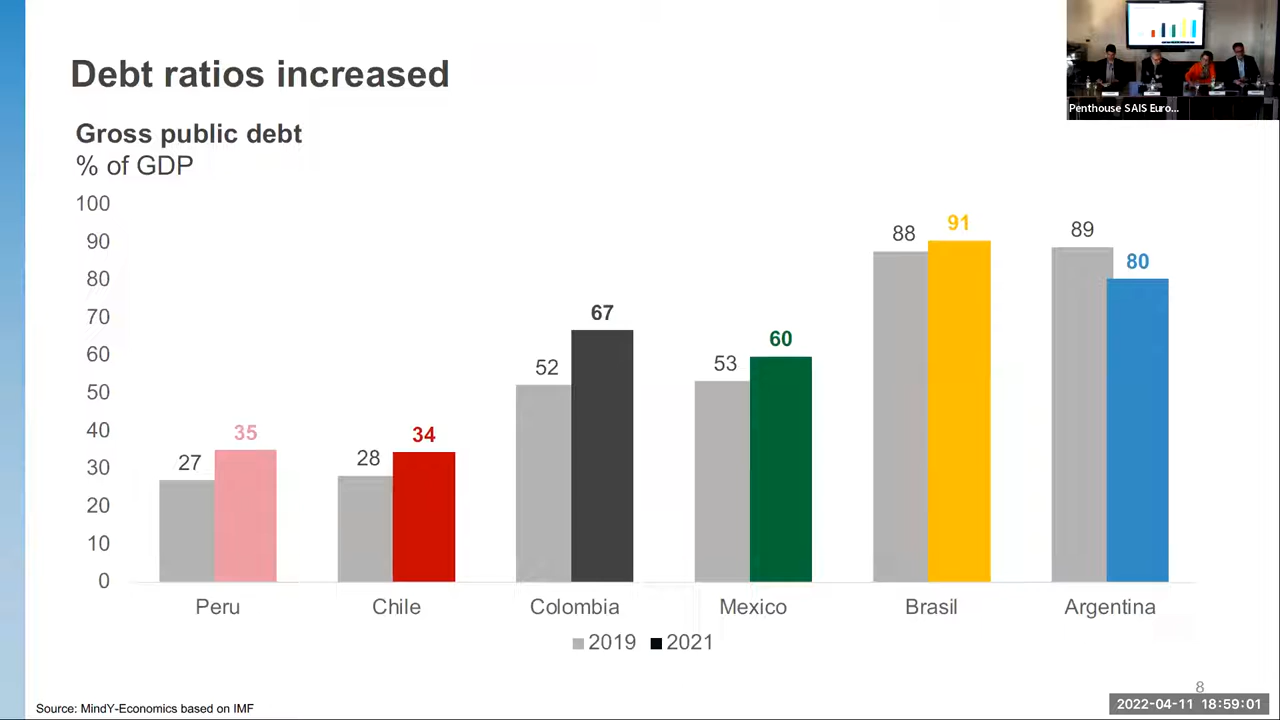 Debt ratios increased
Gross public debt
% of GDP
100
90
80
70
60
50
40
30
20
10
0
27
35
28
34
52
67
53
60
88
91
89
80
Peru
Chile
Colombia
Mexico
Brasil
Argentina
2019
2021
Source: MindY-Economics based on IMF
8
2022-04-11 18:59:01
Penthouse SAIS Euro...